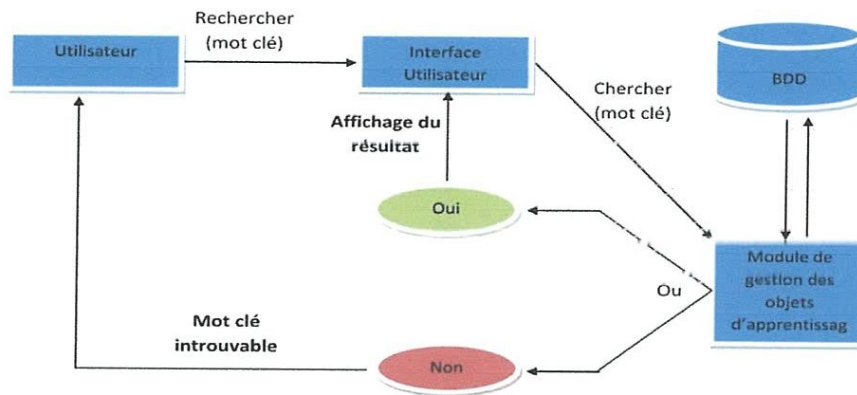 Rechercher
(mot clé)
Utilisateur
Interface
Utilisateur
BDD
Chercher
(mot clé)
Affichage du
résultat
Oui
Module de
gestion des
objets
d'apprentissag
Ou
Mot clé
introuvable
Non